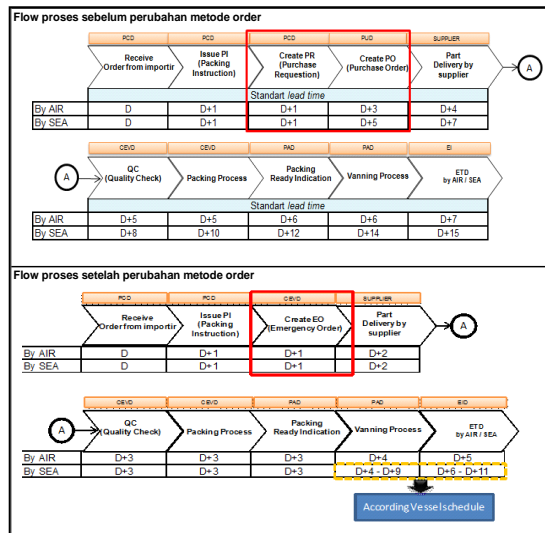 Flow proses sebelum perubahan metode order
PCD PCD PCD PUD SUPPLIER
Receive Order from importir
Issue PI (Packing Instruction)
Create PR (Purchase Requestion)
Create PO (Purchase Order)
Part Delivery by supplier
A
Standart lead time
By AIR D D+1 D+1 D+3 D+4
By SEA D D+1 D+1 D+5 D+7
CEVD CEVD PAD PAD EI
A
QC (Quality Check)
Packing Process
Packing Ready Indication
Vanning Process
ETD by AIR / SEA
Standart lead time
By AIR D+5 D+5 D+6 D+6 D+7
By SEA D+8 D+10 D+12 D+14 D+15
Flow proses setelah perubahan metode order
PCD PCD CEVD SUPPLIER
Receive Order from importir
Issue PI (Packing Instruction)
Create EO (Emergency Order)
Part Delivery by supplier
A
By AIR D D+1 D+1 D+2
By SEA D D+1 D+1 D+2
CEVD CEVD PAD PAD EID
A
QC (Quality Check)
Packing Process
Packing Ready Indication
Vanning Process
ETD by AIR / SEA
By AIR D+3 D+3 D+3 D+4 D+5
By SEA D+3 D+3 D+3 D+4 - D+9 D+6 - D+11
According Vessel schedule